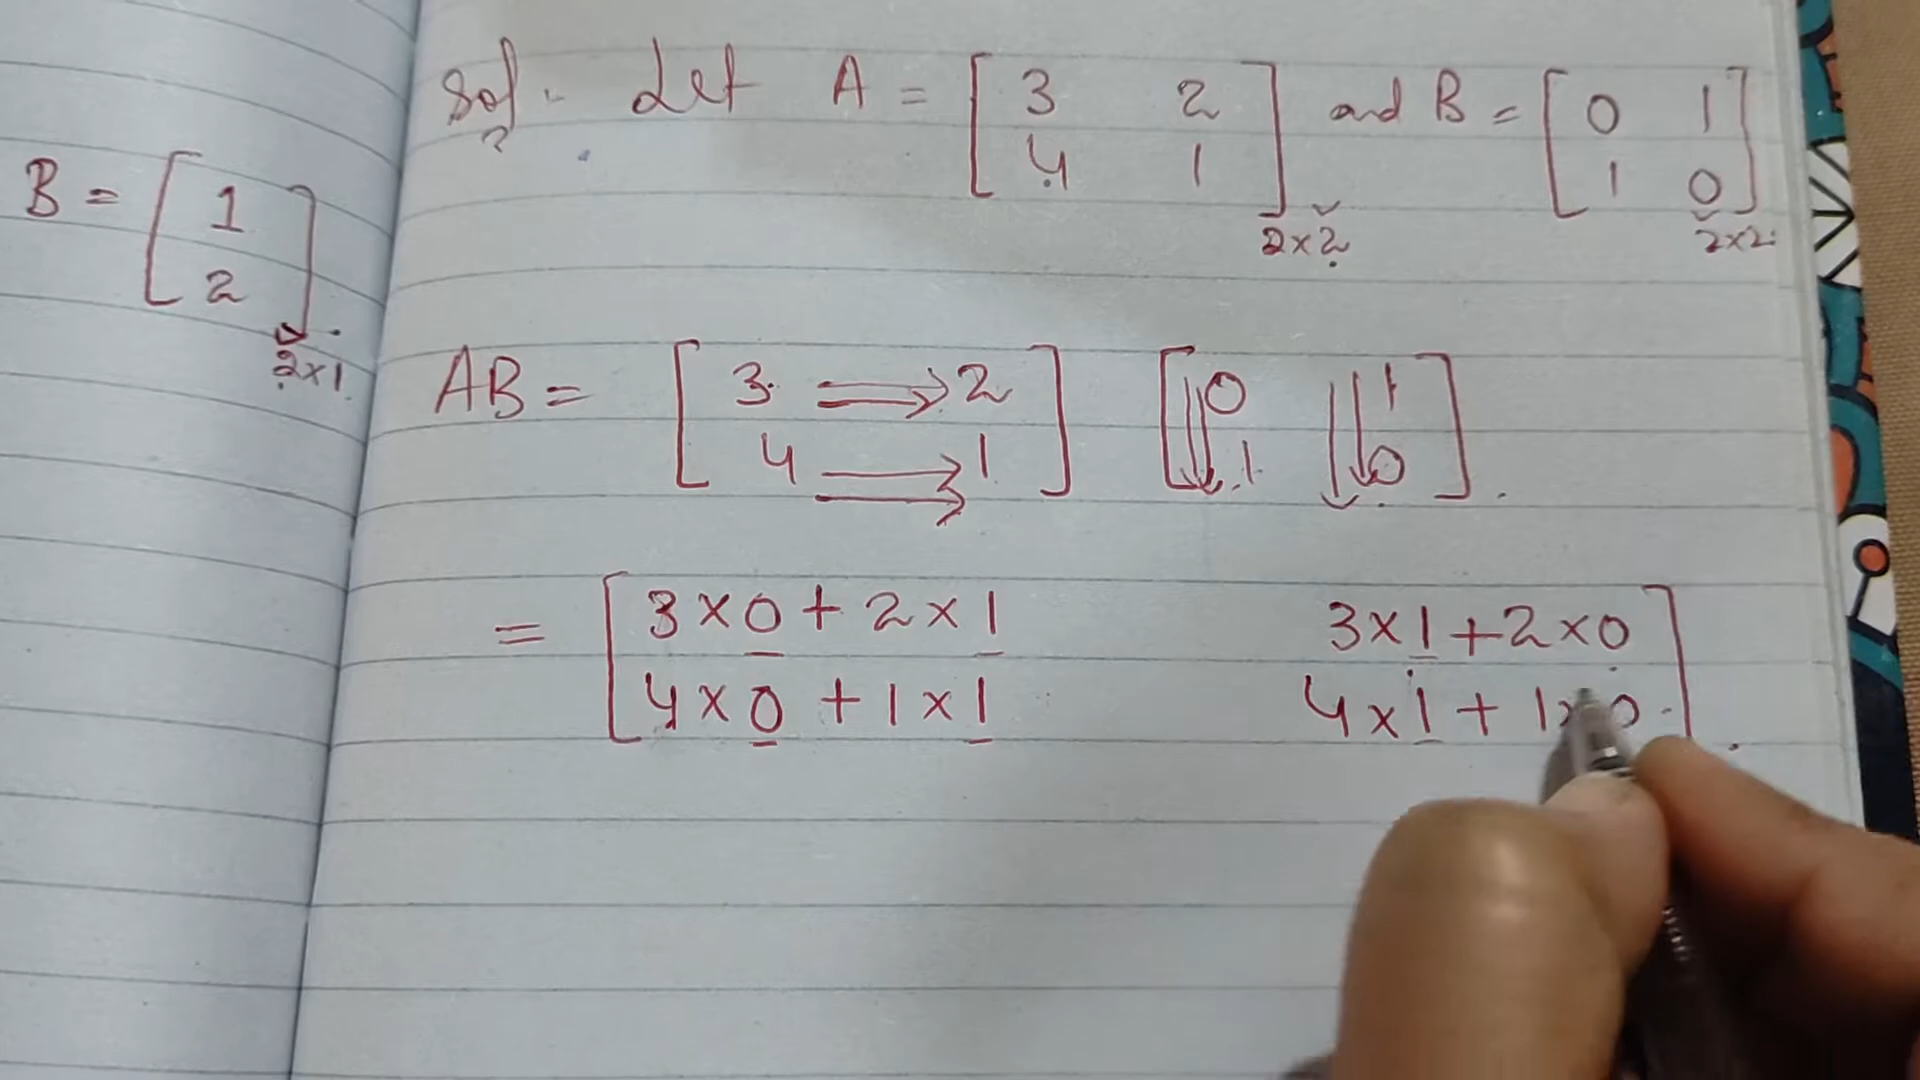 B = [ 1
2 ] 2x1
Sol. Let A = [ 3 2
4 1 ] 2x2 and B = [ 0 1
1 0 ] 2x2
AB = [ 3 ⇒ 2
4 ⇒ 1 ] [ 0 1
1 0 ].
= [ 3 x 0 + 2 x 1 3 x 1 + 2 x 0
4 x 0 + 1 x 1 4 x 1 + 1 x 0 ]